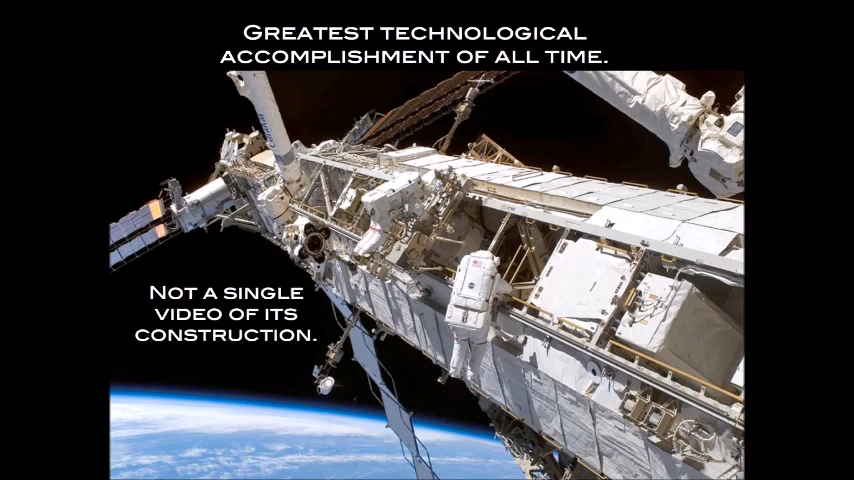 Greatest technological
accomplishment of all time.
Not a single
video of its
construction.